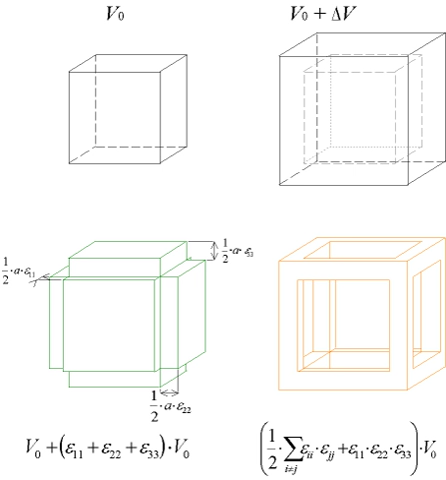 V₀ V₀ + ΔV
½·a·ε₃₃
½·a·ε₁₁
½·a·ε₂₂
V₀ + (ε₁₁ + ε₂₂ + ε₃₃)·V₀ (½·∑i≠j εii·εjj + ε₁₁·ε₂₂·ε₃₃)·V₀